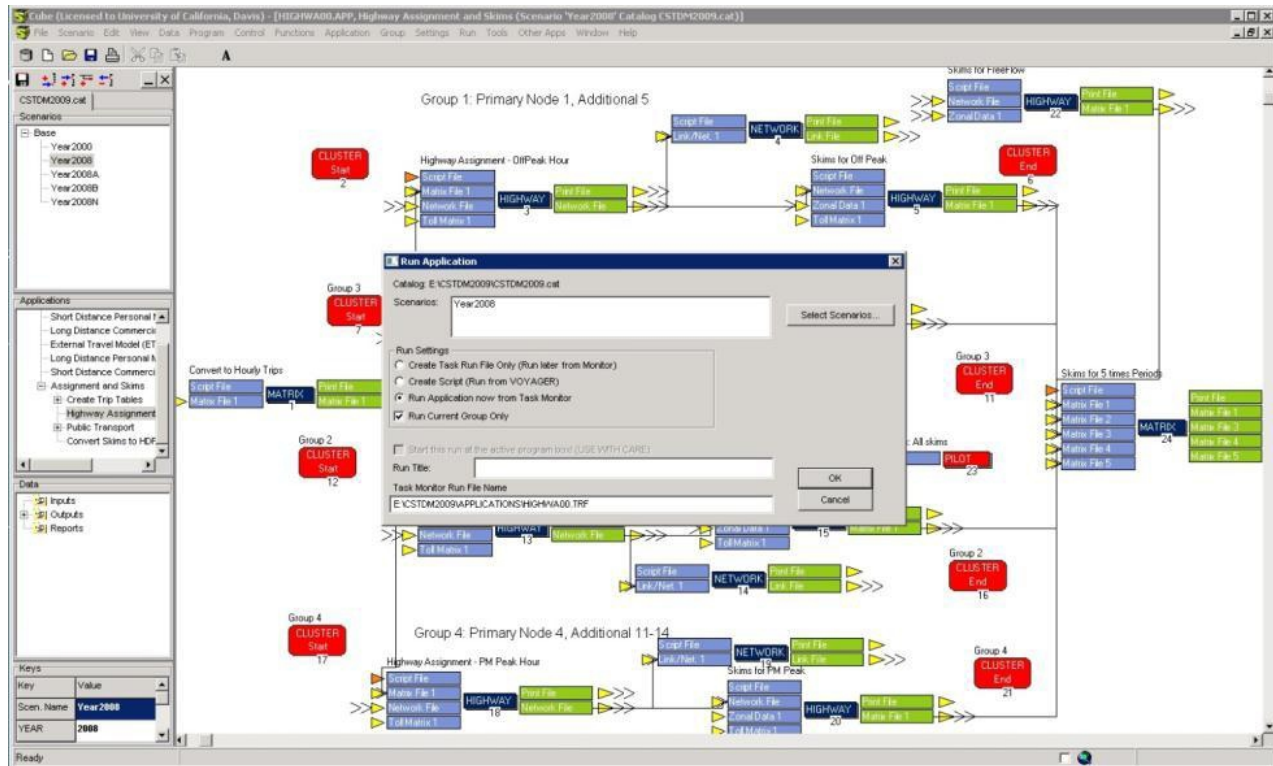 Cube (Licensed to University of California, Davis) - [HIGHWA00.APP, Highway Assignment and Skims (Scenario 'Year2008' Catalog CSTDM2009.cat)]
File Scenario Edit View Data Program Control Functions Application Group Settings Run Tools Other Apps Window Help
A
CSTDM2009.cat
Scenarios
Base
Year2000
Year2008
Year2008A
Year2008B
Year2008N
Applications
Short Distance Personal
Long Distance Commerci
External Travel Model (ET
Long Distance Personal
Short Distance Commerci
Assignment and Skims
Create Trip Tables
Highway Assignment
Public Transport
Convert Skims to HDF
Data
Inputs
Outputs
Reports
Keys
Key Value
Scen. Name Year2008
YEAR 2008
Ready
Skims for FreeFlow
Script File
Network File
Zonal Data 1
HIGHWAY
22
Print File
Matrix File 1
Group 1: Primary Node 1, Additional 5
Script File
Link/Net. 1
NETWORK
4
Print File
Link File
CLUSTER
Start
2
Highway Assignment - OffPeak Hour
Script File
Matrix File 1
Network File
Toll Matrix 1
HIGHWAY
3
Print File
Network File
Skims for Off Peak
Script File
Network File
Zonal Data 1
Toll Matrix 1
HIGHWAY
5
Print File
Matrix File 1
CLUSTER
End
6
Group 3
CLUSTER
Start
7
Run Application
Catalog: E:\CSTDM2009\CSTDM2009.cat
Scenarios:
Year2008
Select Scenarios...
Run Settings
Create Task Run File Only (Run later from Monitor)
Create Script (Run from VOYAGER)
Run Application now from Task Monitor
Run Current Group Only
Start this run at the active program box! (USE WITH CARE)
Run Title:
Task Monitor Run File Name
E:\CSTDM2009\APPLICATIONS\HIGHWA00.TRF
OK
Cancel
Convert to Hourly Trips
Script File
Matrix File 1
MATRIX
1
Print File
Matrix File 1
Group 3
CLUSTER
End
11
Skims for 5 times Periods
Script File
Matrix File 1
Matrix File 2
Matrix File 3
Matrix File 4
Matrix File 5
MATRIX
24
Print File
Matrix File 1
Matrix File 3
Matrix File 4
Matrix File 5
Group 2
CLUSTER
Start
12
All skims
PILOT
23
Network File
Toll Matrix 1
HIGHWAY
13
Network File
Zonal Data 1
Toll Matrix 1
15
Matrix File 1
Script File
Link/Net. 1
NETWORK
14
Print File
Link File
Group 2
CLUSTER
End
16
Group 4
CLUSTER
Start
17
Group 4: Primary Node 4, Additional 11-14
Script File
Link/Net. 1
NETWORK
19
Print File
Link File
Highway Assignment - PM Peak Hour
Script File
Matrix File 1
Network File
Toll Matrix 1
HIGHWAY
18
Print File
Network File
Skims for PM Peak
Script File
Network File
Zonal Data 1
Toll Matrix 1
HIGHWAY
20
Print File
Matrix File 1
Group 4
CLUSTER
End
21